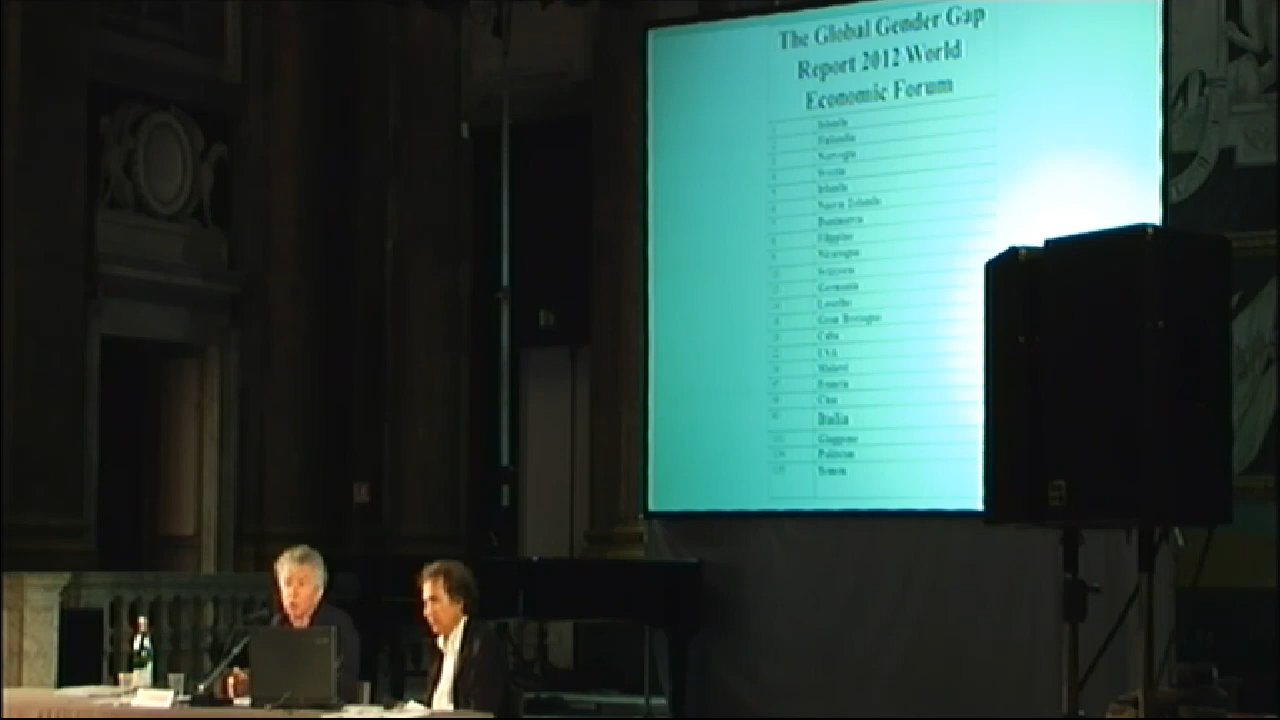 The Global Gender Gap
Report 2012 World
Economic Forum
Islanda
Finlandia
Norvegia
Svezia
Irlanda
Nuova Zelanda
Danimarca
Filippine
Nicaragua
Svizzera
Germania
Lesotho
Gran Bretagna
Cuba
USA
Malawi
Francia
Cina
Italia
Giappone
Pakistan
Yemen